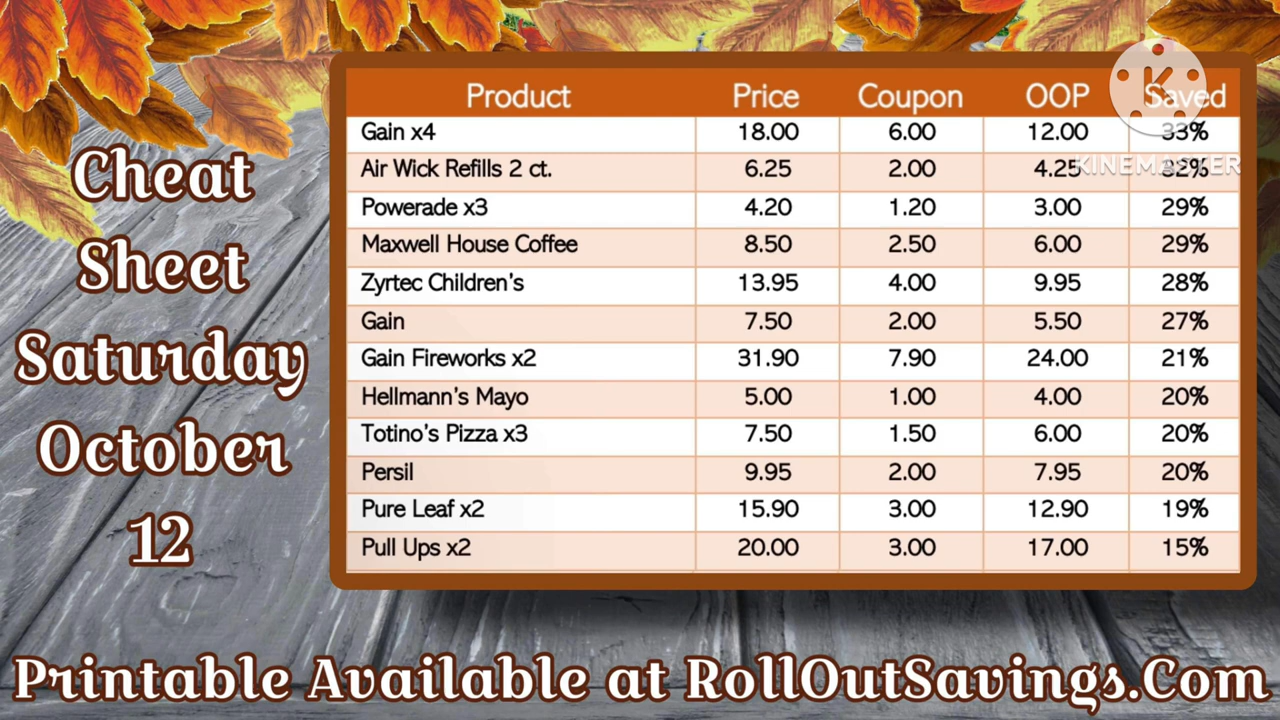 Cheat
Sheet
Saturday
October
12
Product Price Coupon OOP Saved
Gain x4 18.00 6.00 12.00 33%
Air Wick Refills 2 ct. 6.25 2.00 4.25 32%
Powerade x3 4.20 1.20 3.00 29%
Maxwell House Coffee 8.50 2.50 6.00 29%
Zyrtec Children's 13.95 4.00 9.95 28%
Gain 7.50 2.00 5.50 27%
Gain Fireworks x2 31.90 7.90 24.00 21%
Hellmann's Mayo 5.00 1.00 4.00 20%
Totino's Pizza x3 7.50 1.50 6.00 20%
Persil 9.95 2.00 7.95 20%
Pure Leaf x2 15.90 3.00 12.90 19%
Pull Ups x2 20.00 3.00 17.00 15%
K
KINEMASTER
Printable Available at RollOutSavings.Com